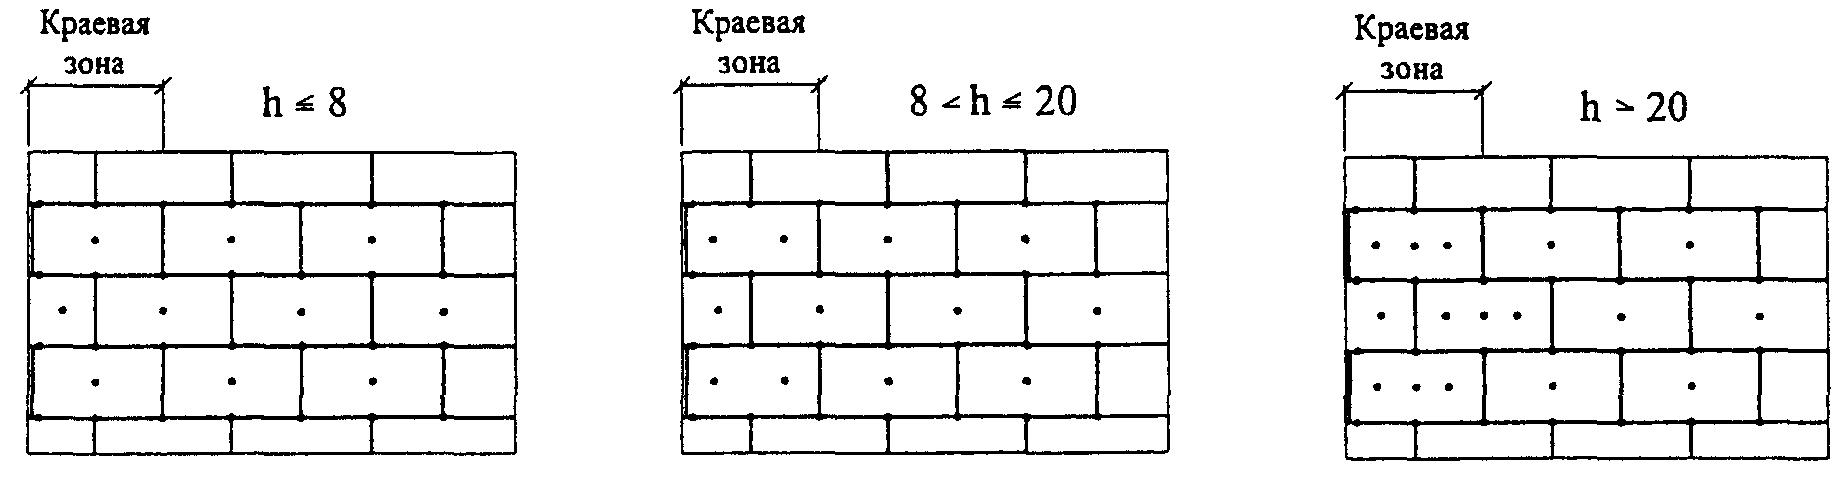 Краевая
зона
h ≤ 8
Краевая
зона
8 < h ≤ 20
Краевая
зона
h > 20